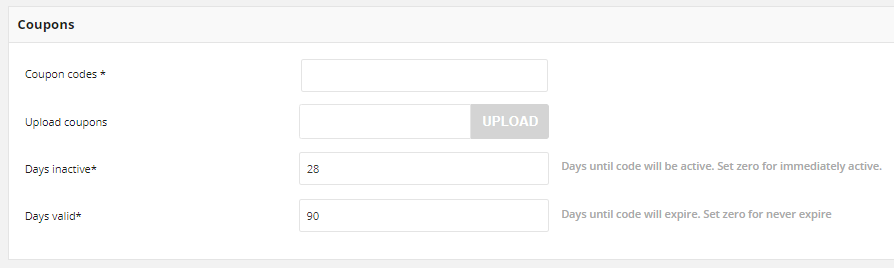 Coupons
Coupon codes *
Upload coupons
UPLOAD
Days inactive*
28
Days until code will be active. Set zero for immediately active.
Days valid*
90
Days until code will expire. Set zero for never expire